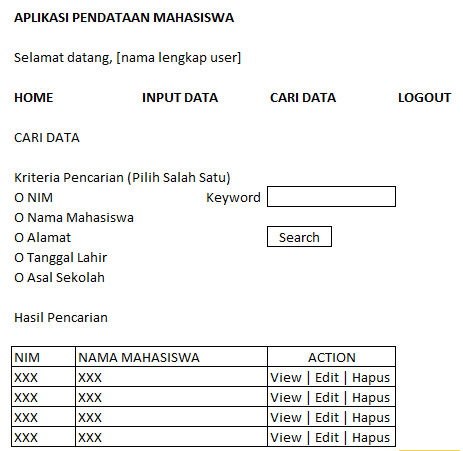 APLIKASI PENDATAAN MAHASISWA
Selamat datang, [nama lengkap user]
HOME INPUT DATA CARI DATA LOGOUT
CARI DATA
Kriteria Pencarian (Pilih Salah Satu)
O NIM Keyword
O Nama Mahasiswa
O Alamat Search
O Tanggal Lahir
O Asal Sekolah
Hasil Pencarian
NIM NAMA MAHASISWA ACTION
XXX XXX View | Edit | Hapus
XXX XXX View | Edit | Hapus
XXX XXX View | Edit | Hapus
XXX XXX View | Edit | Hapus